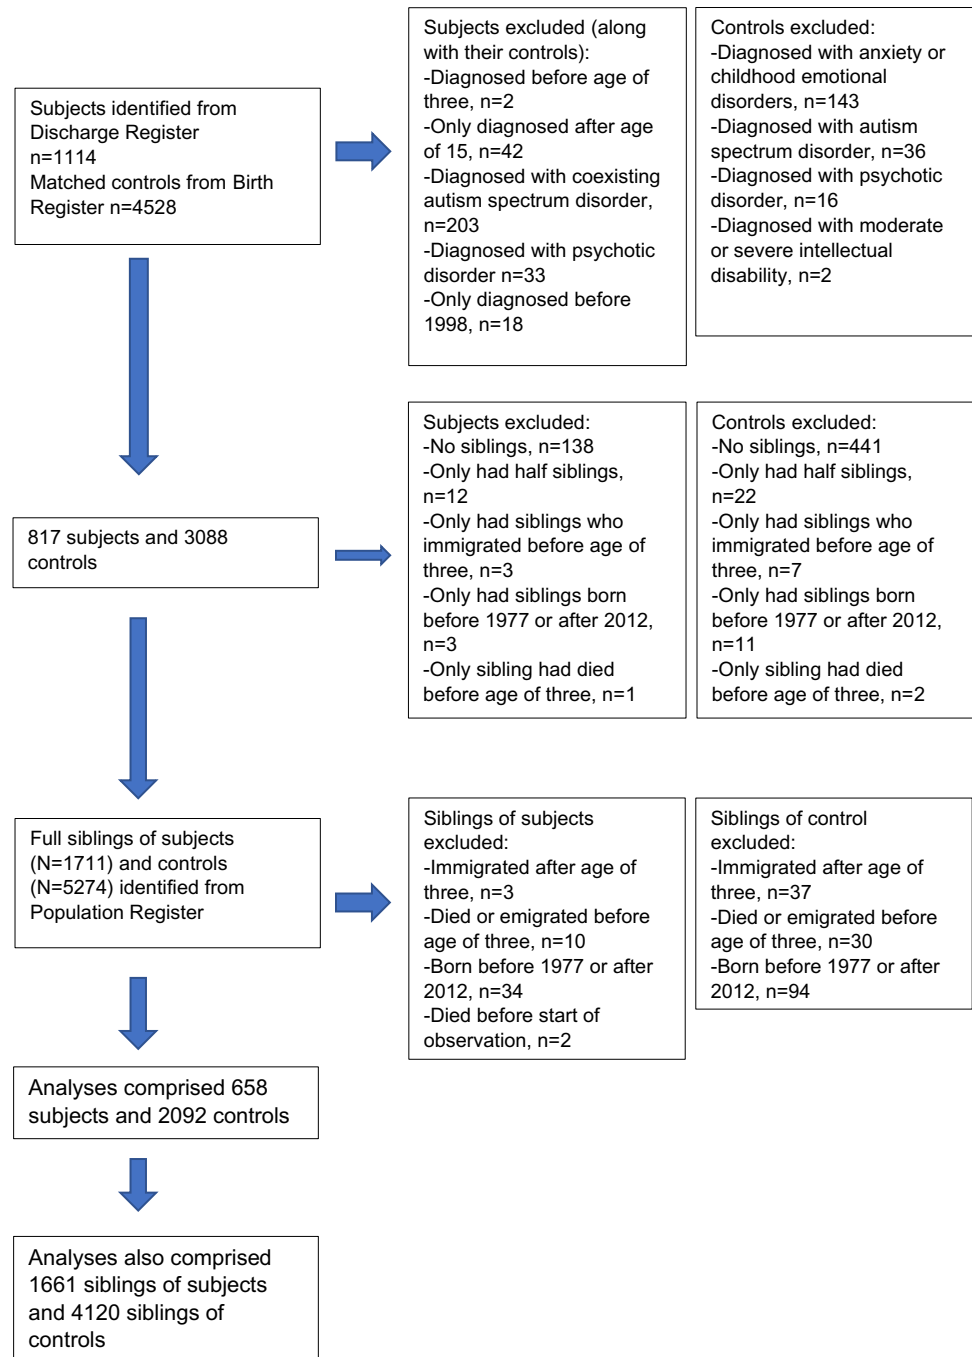 Subjects identified from
Discharge Register
n=1114
Matched controls from Birth
Register n=4528
Subjects excluded (along
with their controls):
-Diagnosed before age of
three, n=2
-Only diagnosed after age
of 15, n=42
-Diagnosed with coexisting
autism spectrum disorder,
n=203
-Diagnosed with psychotic
disorder n=33
-Only diagnosed before
1998, n=18
Controls excluded:
-Diagnosed with anxiety or
childhood emotional
disorders, n=143
-Diagnosed with autism
spectrum disorder, n=36
-Diagnosed with psychotic
disorder, n=16
-Diagnosed with moderate
or severe intellectual
disability, n=2
817 subjects and 3088
controls
Subjects excluded:
-No siblings, n=138
-Only had half siblings,
n=12
-Only had siblings who
immigrated before age of
three, n=3
-Only had siblings born
before 1977 or after 2012,
n=3
-Only sibling had died
before age of three, n=1
Controls excluded:
-No siblings, n=441
-Only had half siblings,
n=22
-Only had siblings who
immigrated before age of
three, n=7
-Only had siblings born
before 1977 or after 2012,
n=11
-Only sibling had died
before age of three, n=2
Full siblings of subjects
(N=1711) and controls
(N=5274) identified from
Population Register
Siblings of subjects
excluded:
-Immigrated after age of
three, n=3
-Died or emigrated before
age of three, n=10
-Born before 1977 or after
2012, n=34
-Died before start of
observation, n=2
Siblings of control
excluded:
-Immigrated after age of
three, n=37
-Died or emigrated before
age of three, n=30
-Born before 1977 or after
2012, n=94
Analyses comprised 658
subjects and 2092 controls
Analyses also comprised
1661 siblings of subjects
and 4120 siblings of
controls